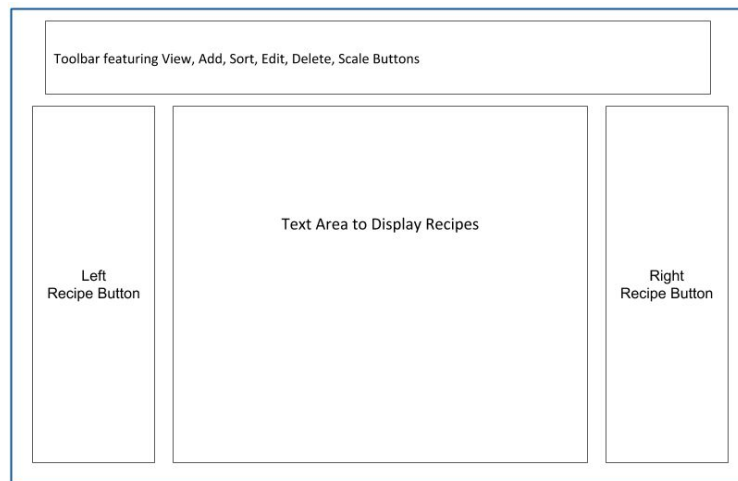 Toolbar featuring View, Add, Sort, Edit, Delete, Scale Buttons
Text Area to Display Recipes
Left
Recipe Button
Right
Recipe Button